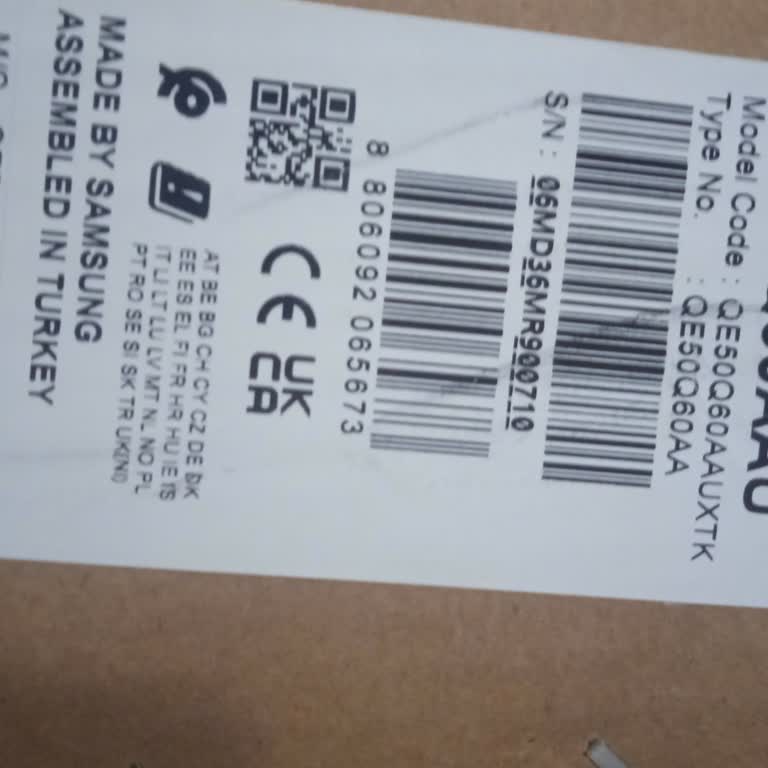 Model Code : QE50Q60AAUXTK
Type No. : QE50Q60AA
S/N : 06MD36MR900710
8 806092 065673
CE
UK
CA
AT BE BG CH CY CZ DE DK
EE ES EL FI FR HR HU IE IS
IT LI LT LU LV MT NL NO PL
PT RO SE SI SK TR UK(NI)
MADE BY SAMSUNG
ASSEMBLED IN TURKEY